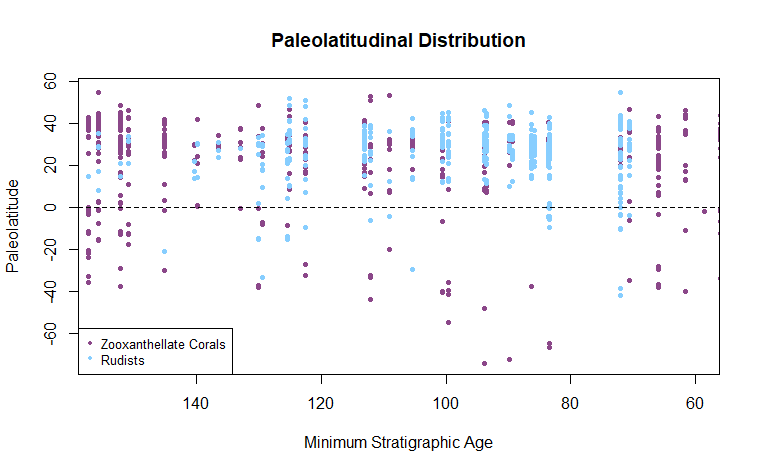 Paleolatitudinal Distribution
Paleolatitude
60
40
20
0
-20
-40
-60
Zooxanthellate Corals
Rudists
140
120
100
80
60
Minimum Stratigraphic Age